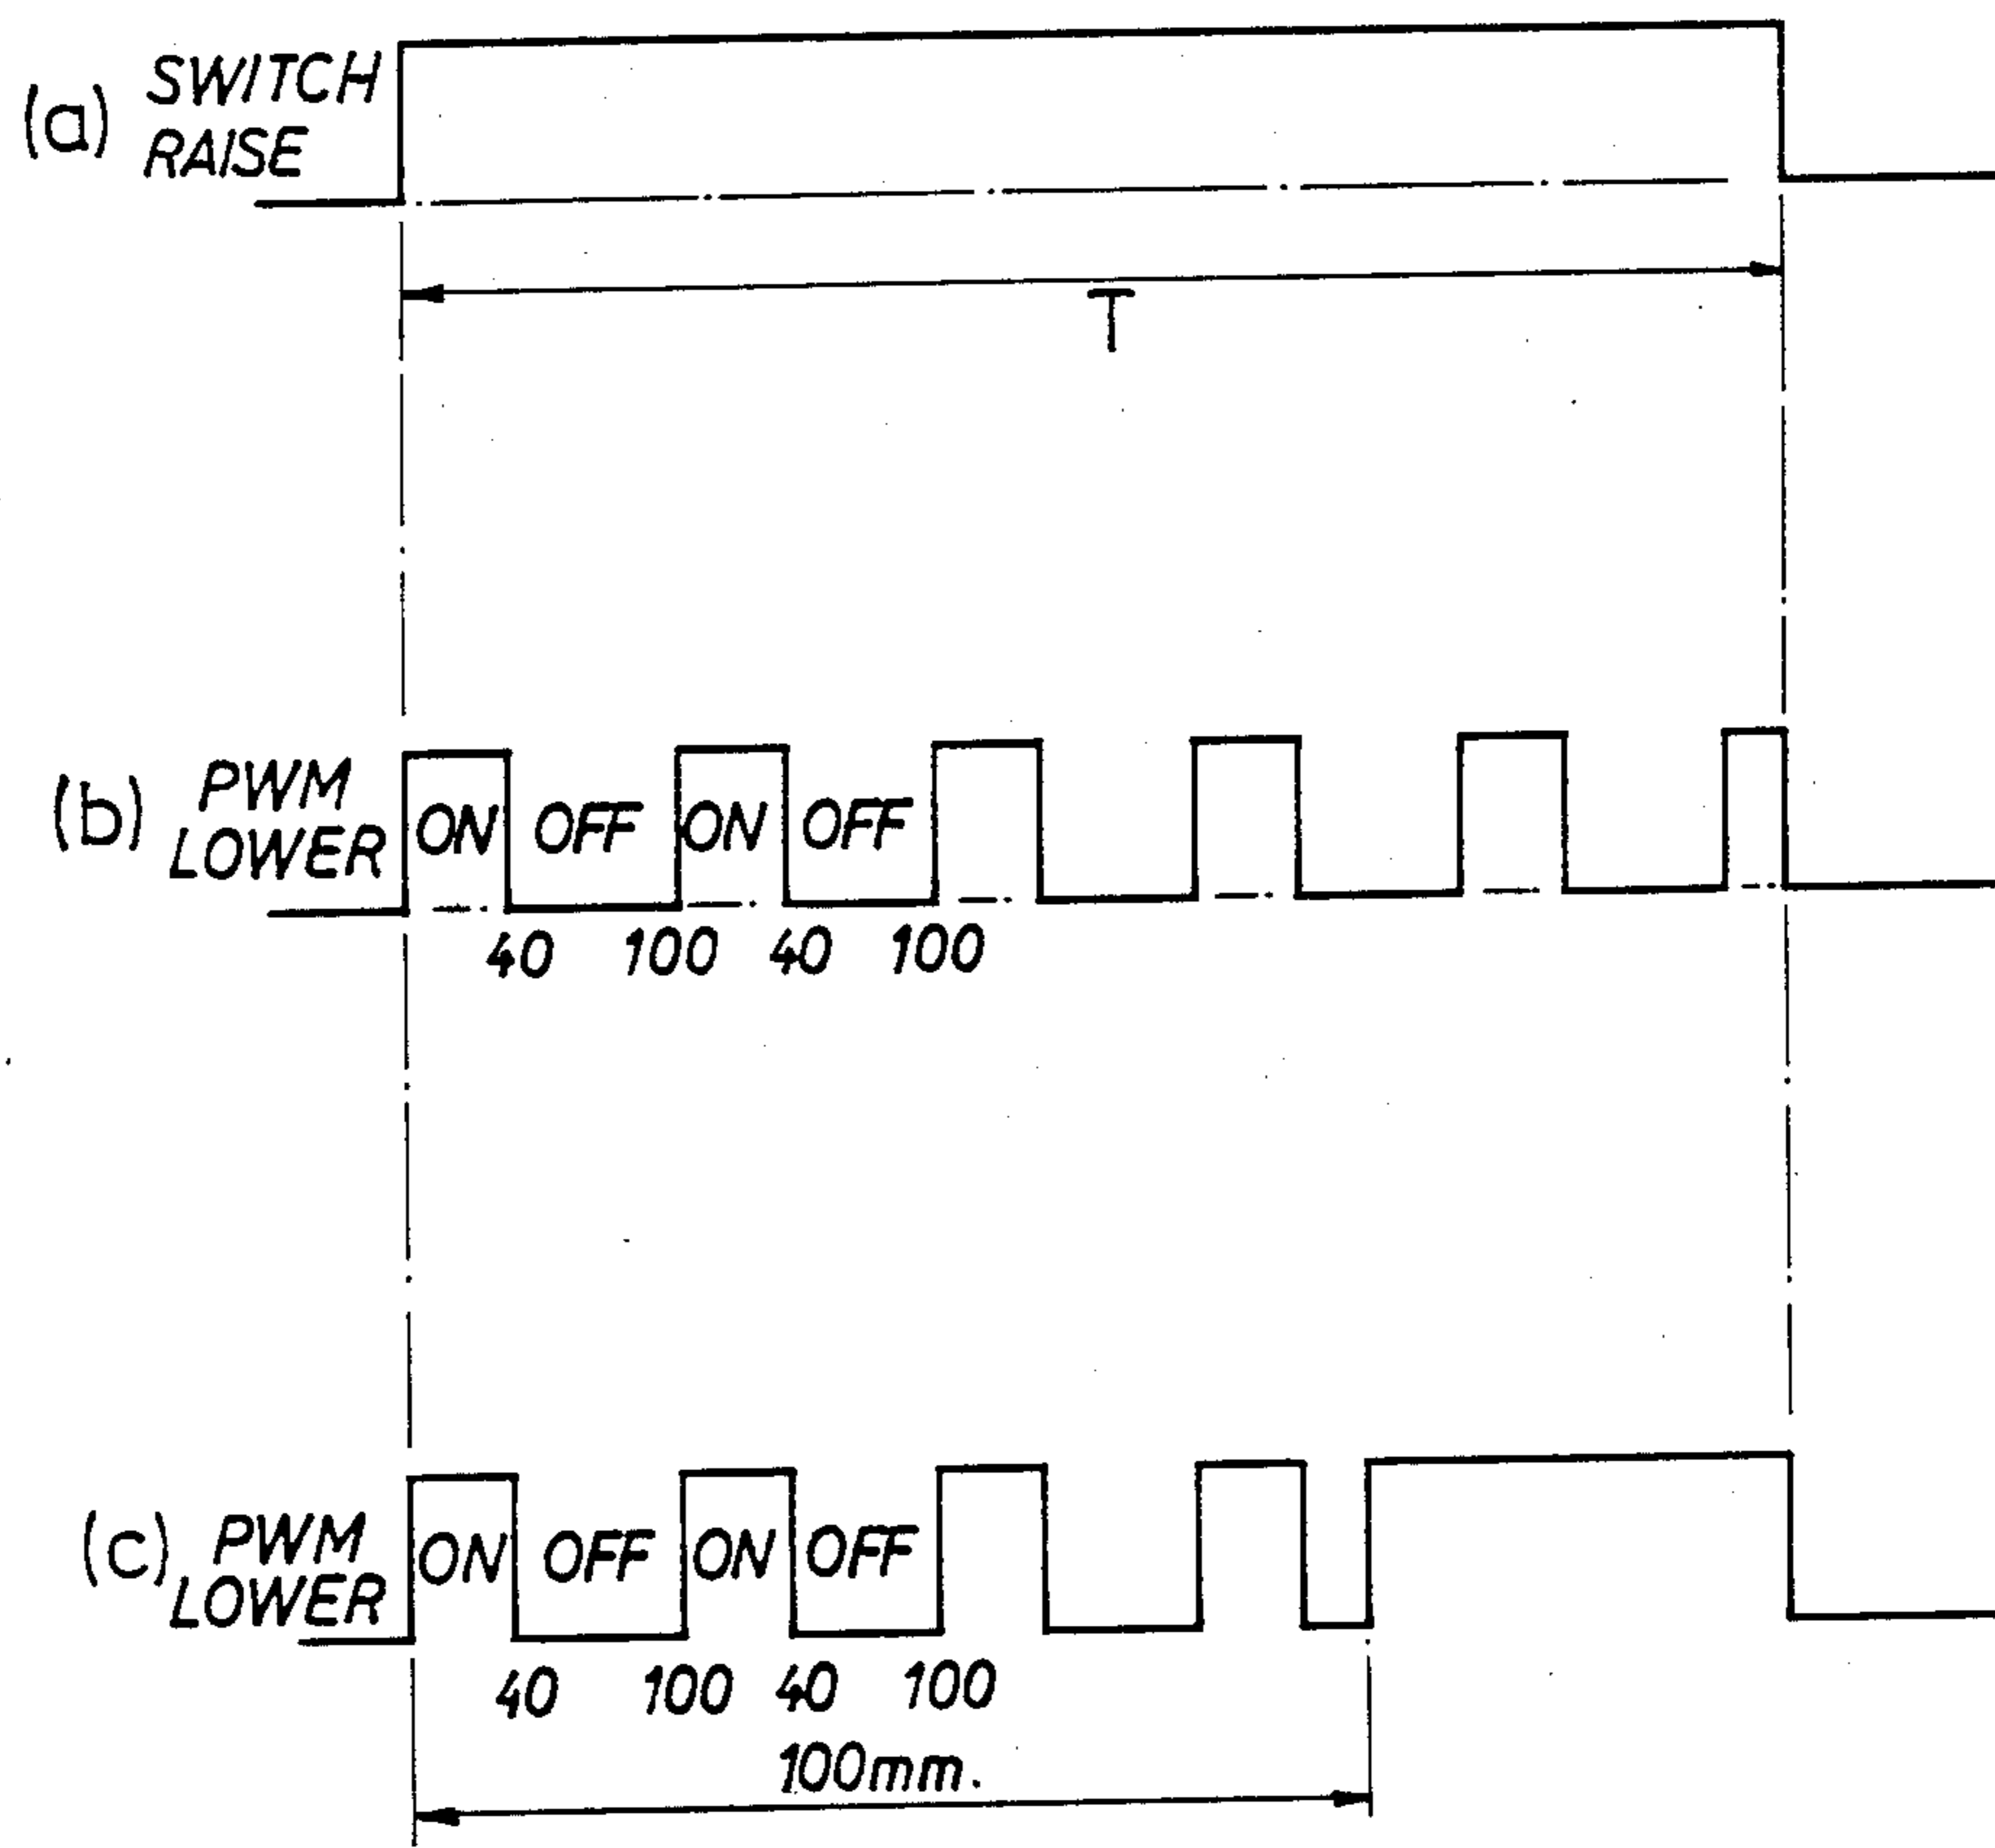 (a) SWITCH
RAISE
T
(b) PWM
LOWER
ON OFF ON OFF
40 100 40 100
(c) PWM
LOWER
ON OFF ON OFF
40 100 40 100
100mm.